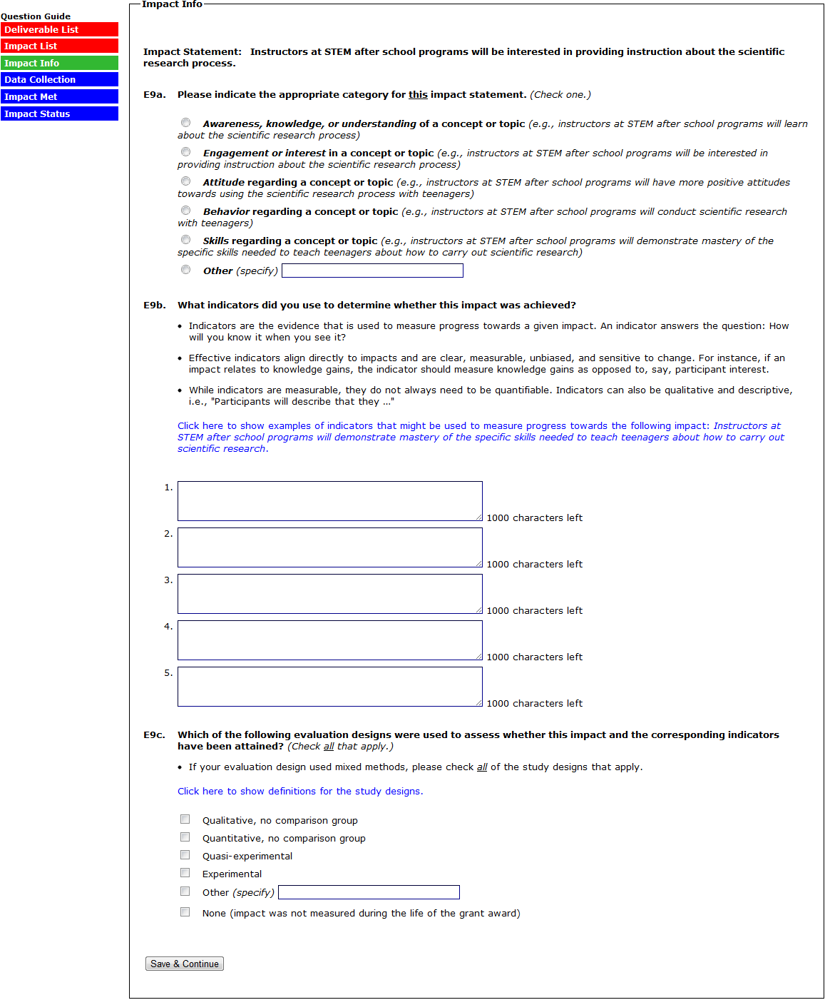 Question Guide
Deliverable List
Impact List
Impact Info
Data Collection
Impact Met
Impact Status
Impact Info
Impact Statement: Instructors at STEM after school programs will be interested in providing instruction about the scientific
research process.
E9a. Please indicate the appropriate category for this impact statement. (Check one.)
Awareness, knowledge, or understanding of a concept or topic (e.g., instructors at STEM after school programs will learn
about the scientific research process)
Engagement or interest in a concept or topic (e.g., instructors at STEM after school programs will be interested in
providing instruction about the scientific research process)
Attitude regarding a concept or topic (e.g., instructors at STEM after school programs will have more positive attitudes
towards using the scientific research process with teenagers)
Behavior regarding a concept or topic (e.g., instructors at STEM after school programs will conduct scientific research
with teenagers)
Skills regarding a concept or topic (e.g., instructors at STEM after school programs will demonstrate mastery of the
specific skills needed to teach teenagers about how to carry out scientific research)
Other (specify)
E9b. What indicators did you use to determine whether this impact was achieved?
• Indicators are the evidence that is used to measure progress towards a given impact. An indicator answers the question: How
will you know it when you see it?
• Effective indicators align directly to impacts and are clear, measurable, unbiased, and sensitive to change. For instance, if an
impact relates to knowledge gains, the indicator should measure knowledge gains as opposed to, say, participant interest.
• While indicators are measurable, they do not always need to be quantifiable. Indicators can also be qualitative and descriptive,
i.e., "Participants will describe that they ..."
Click here to show examples of indicators that might be used to measure progress towards the following impact: Instructors at
STEM after school programs will demonstrate mastery of the specific skills needed to teach teenagers about how to carry out
scientific research.
1.
1000 characters left
2.
1000 characters left
3.
1000 characters left
4.
1000 characters left
5.
1000 characters left
E9c. Which of the following evaluation designs were used to assess whether this impact and the corresponding indicators
have been attained? (Check all that apply.)
• If your evaluation design used mixed methods, please check all of the study designs that apply.
Click here to show definitions for the study designs.
Qualitative, no comparison group
Quantitative, no comparison group
Quasi-experimental
Experimental
Other (specify)
None (impact was not measured during the life of the grant award)
Save & Continue